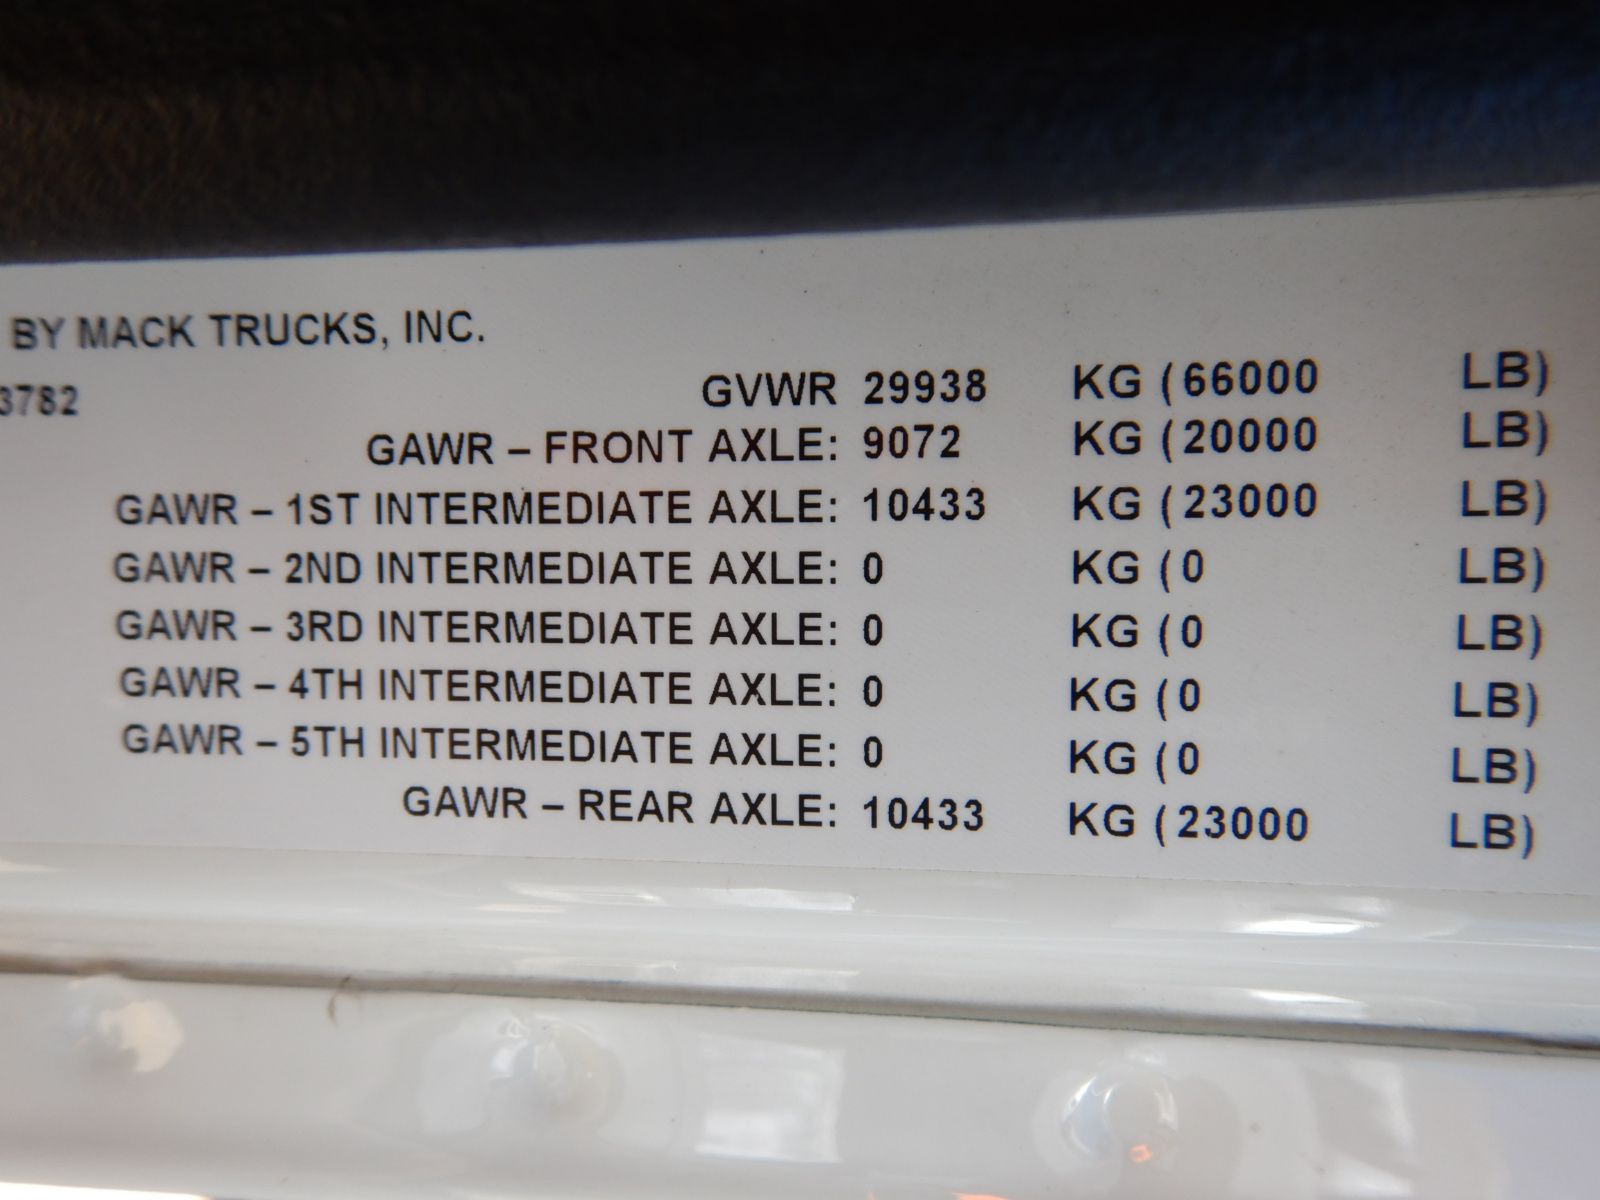 BY MACK TRUCKS, INC.
3782
GVWR 29938 KG (66000 LB)
GAWR – FRONT AXLE: 9072 KG (20000 LB)
GAWR – 1ST INTERMEDIATE AXLE: 10433 KG (23000 LB)
GAWR – 2ND INTERMEDIATE AXLE: 0 KG (0 LB)
GAWR – 3RD INTERMEDIATE AXLE: 0 KG (0 LB)
GAWR – 4TH INTERMEDIATE AXLE: 0 KG (0 LB)
GAWR – 5TH INTERMEDIATE AXLE: 0 KG (0 LB)
GAWR – REAR AXLE: 10433 KG (23000 LB)